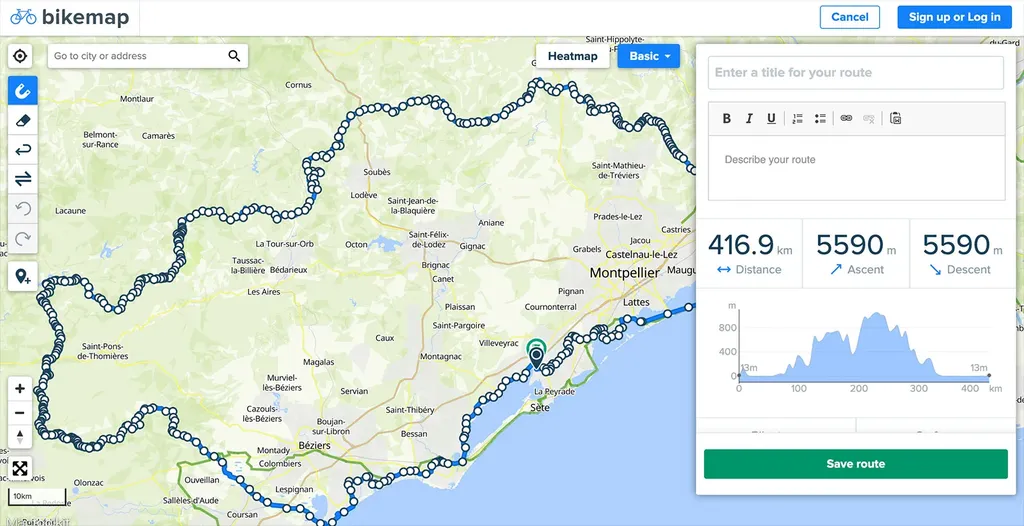 bikemap
Cancel
Sign up or Log in
Go to city or address
Saint-Hippolyte-
Heatmap
Basic
du-Gard
Enter a title for your route
B I U
Describe your route
Cornus
Montlaur
Belmont-
sur-Rance
Camarès
Saint-Mathieu-
de-Tréviers
Soubès
Lodève
Saint-Jean-de-
la-Blaquière
Lacaune
Aniane
Prades-le-Lez
Castries
La Tour-sur-Orb
Octon
Saint-Félix-
de-Lodez
Gignac
Grabels
Jacou
Castelnau-le-Lez
Taussac-
la-Billière
Bédarieux
Brignac
Canet
Montpellier
Maugu
Les Aires
Plaissan
Pignan
Cournonterral
Lattes
Saint-Pargoire
Saint-Pons-
de-Thomières
Caux
Villeveyrac
Magalas
Montagnac
Murviel-
lès-Béziers
Servian
La Peyrade
Sète
Cazouls-
lès-Béziers
Saint-Thibéry
Boujan-
sur-Libron
Bessan
Montady
Béziers
Colombiers
Ouveillan
Olonzac
Lespignan
Sallèles-d'Aude
Coursan
10km
416.9 km
Distance
5590 m
Ascent
5590 m
Descent
m
800
400
0
13m
13m
0
100
200
300
400
km
Save route